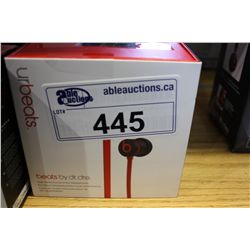 able
auctions
ableauctions.ca
LOT#
445
urbeats
beats by dr. dre